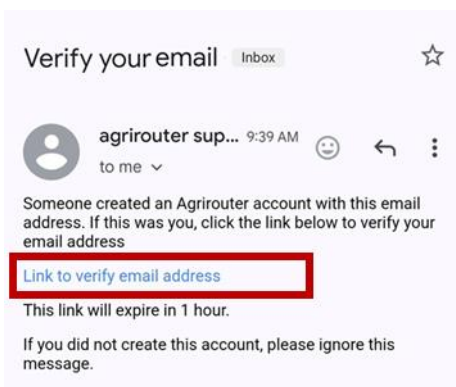 Verify your email Inbox
agrirouter sup... 9:39 AM
to me
Someone created an Agrirouter account with this email
address. If this was you, click the link below to verify your
email address
Link to verify email address
This link will expire in 1 hour.
If you did not create this account, please ignore this
message.